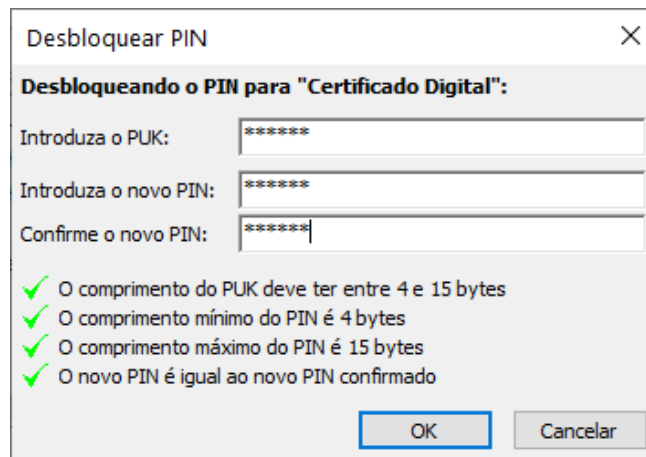 Desbloquear PIN
Desbloqueando o PIN para "Certificado Digital":
Introduza o PUK: ******
Introduza o novo PIN: ******
Confirme o novo PIN: ******
O comprimento do PUK deve ter entre 4 e 15 bytes
O comprimento mínimo do PIN é 4 bytes
O comprimento máximo do PIN é 15 bytes
O novo PIN é igual ao novo PIN confirmado
OK Cancelar